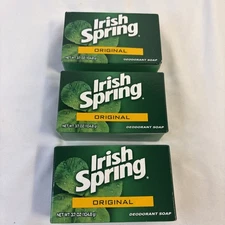 Irish
Spring
ORIGINAL
NET WT 3.7 OZ (104.8 g)
DEODORANT SOAP
Irish
Spring
ORIGINAL
NET WT 3.7 OZ (104.8 g)
DEODORANT SOAP
Irish
Spring
ORIGINAL
NET WT 3.7 OZ (104.8 g)
DEODORANT SOAP